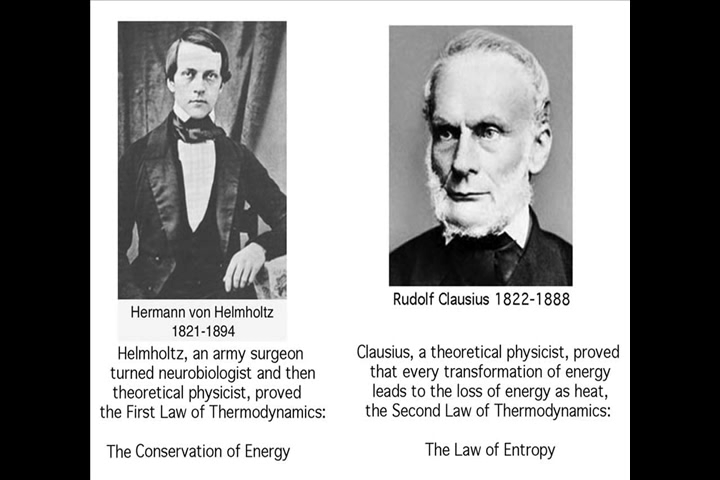 Hermann von Helmholtz
1821-1894
Helmholtz, an army surgeon
turned neurobiologist and then
theoretical physicist, proved
the First Law of Thermodynamics:
The Conservation of Energy
Rudolf Clausius 1822-1888
Clausius, a theoretical physicist, proved
that every transformation of energy
leads to the loss of energy as heat,
the Second Law of Thermodynamics:
The Law of Entropy